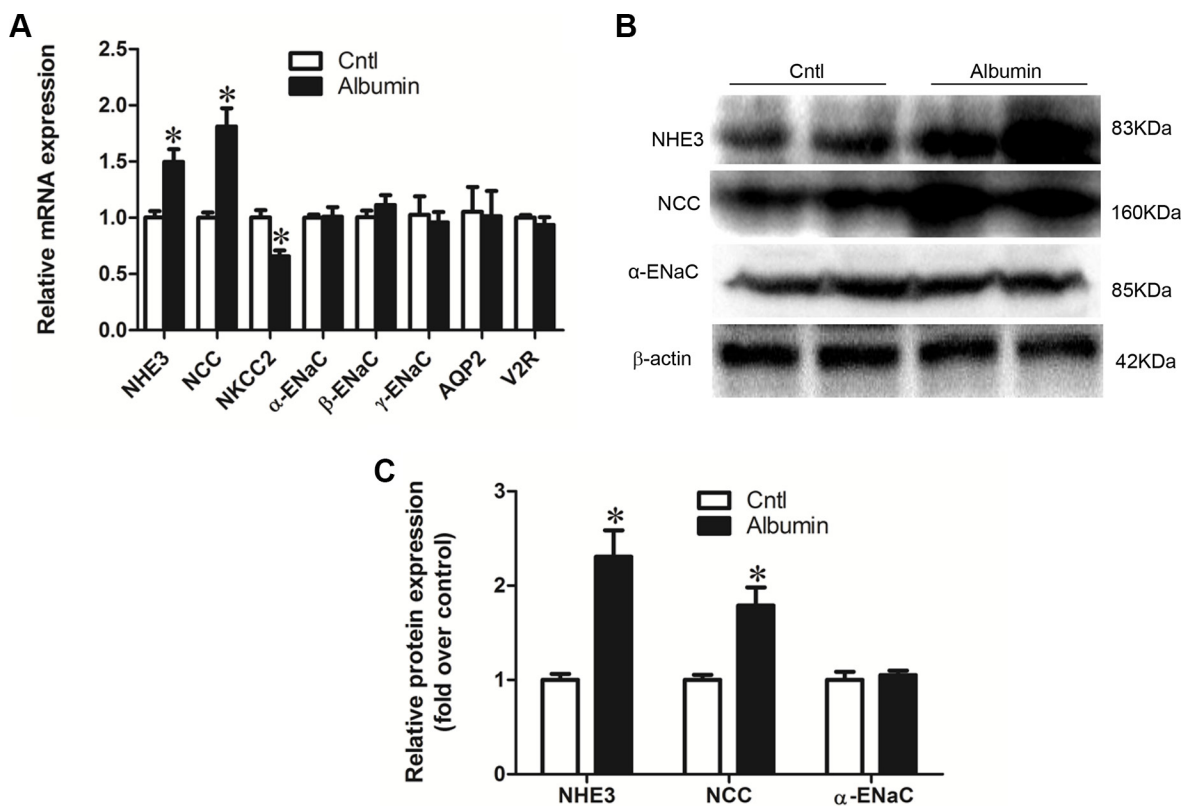 A
Relative mRNA expression
2.5
2.0
1.5
1.0
0.5
0.0
Cntl
Albumin
*
*
*
NHE3
NCC
NKCC2
α-ENaC
β-ENaC
γ-ENaC
AQP2
V2R
B
Cntl
Albumin
NHE3
83KDa
NCC
160KDa
α-ENaC
85KDa
β-actin
42KDa
C
Relative protein expression
(fold over control)
3
2
1
0
Cntl
Albumin
*
*
NHE3
NCC
α-ENaC